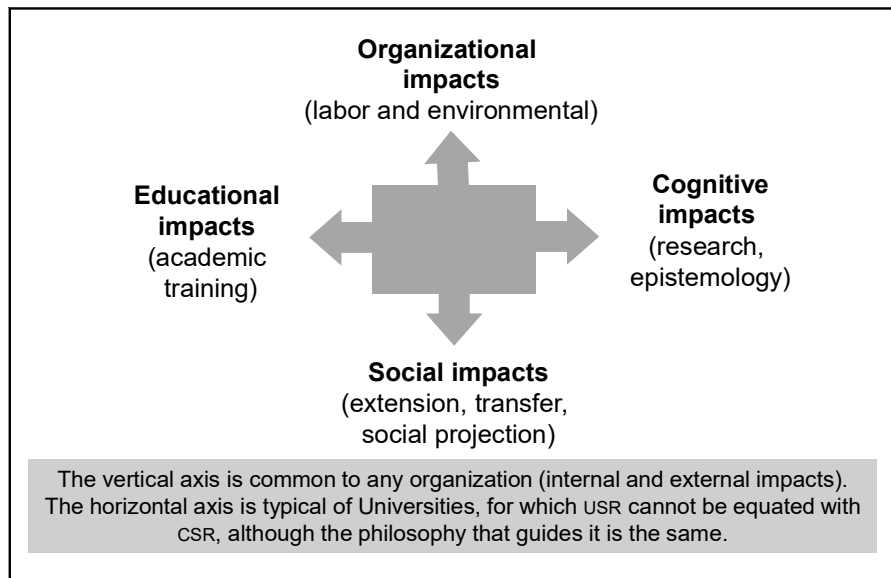 Organizational
impacts
(labor and environmental)
Educational
impacts
(academic
training)
Cognitive
impacts
(research,
epistemology)
Social impacts
(extension, transfer,
social projection)
The vertical axis is common to any organization (internal and external impacts).
The horizontal axis is typical of Universities, for which USR cannot be equated with
CSR, although the philosophy that guides it is the same.